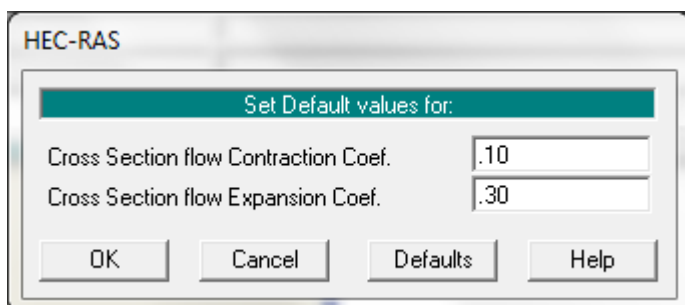 HEC-RAS
Set Default values for:
Cross Section flow Contraction Coef. .10
Cross Section flow Expansion Coef. .30
OK Cancel Defaults Help